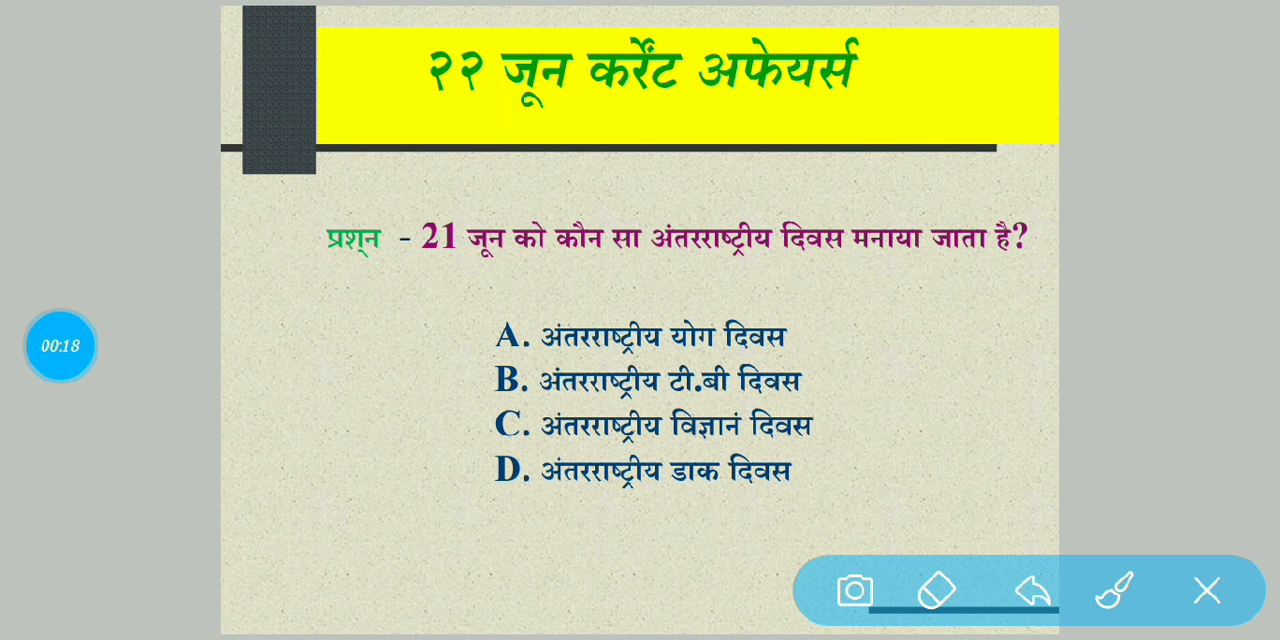 २२ जून करेंट अफेयर्स
प्रश्न - 21 जून को कौन सा अंतरराष्ट्रीय दिवस मनाया जाता है?
A. अंतरराष्ट्रीय योग दिवस
00:18
B. अंतरराष्ट्रीय टी.बी दिवस
C. अंतरराष्ट्रीय विज्ञानं दिवस
D. अंतरराष्ट्रीय डाक दिवस